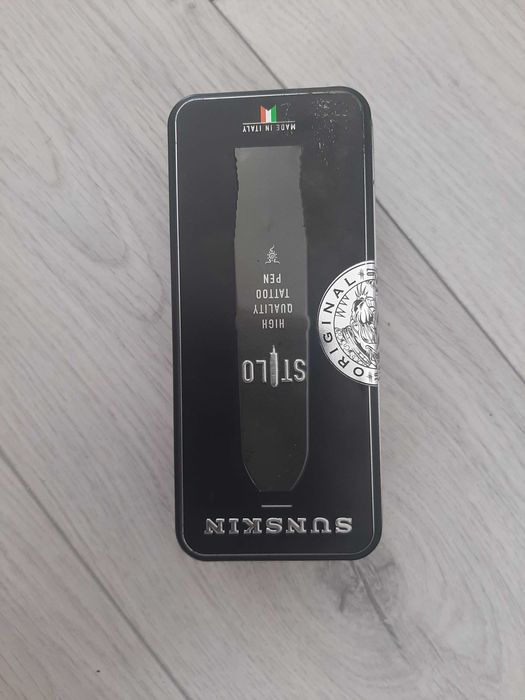 SUNSKIN
STILO
HIGH
QUALITY
TATTOO
PEN
MADE IN ITALY
ORIGINAL